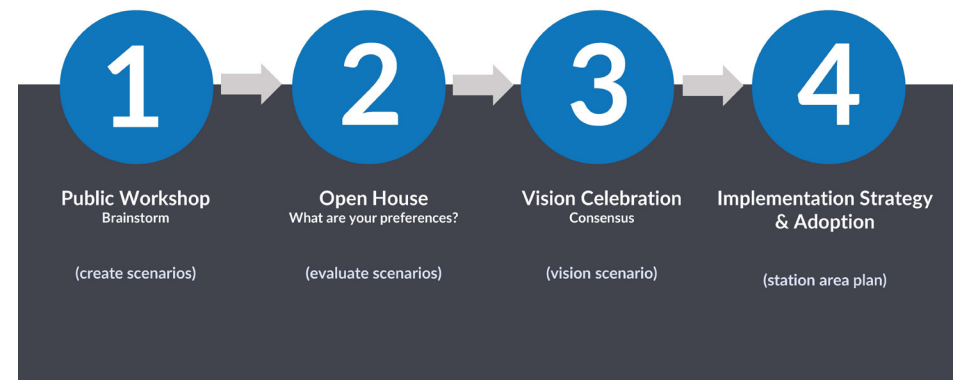 1
2
3
4
Public Workshop
Brainstorm
(create scenarios)
Open House
What are your preferences?
(evaluate scenarios)
Vision Celebration
Consensus
(vision scenario)
Implementation Strategy
& Adoption
(station area plan)